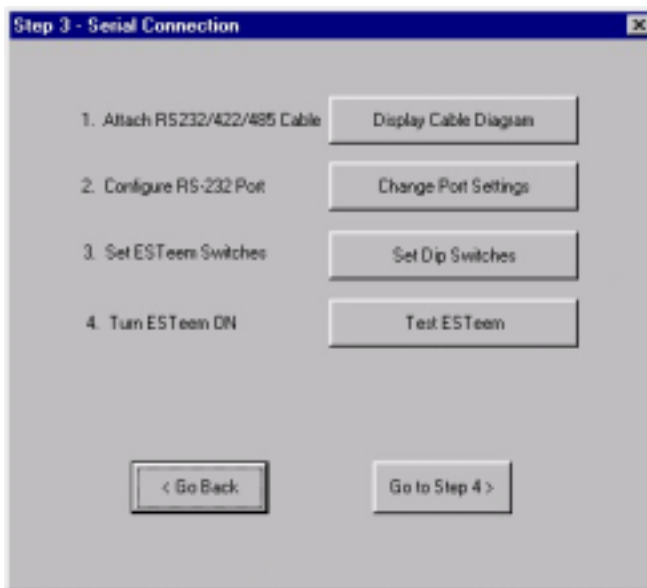 Step 3 - Serial Connection
1. Attach RS232/422/485 Cable
Display Cable Diagram
2. Configure RS-232 Port
Change Port Settings
3. Set ESTeem Switches
Set Dip Switches
4. Turn ESTeem ON
Test ESTeem
< Go Back
Go to Step 4 >